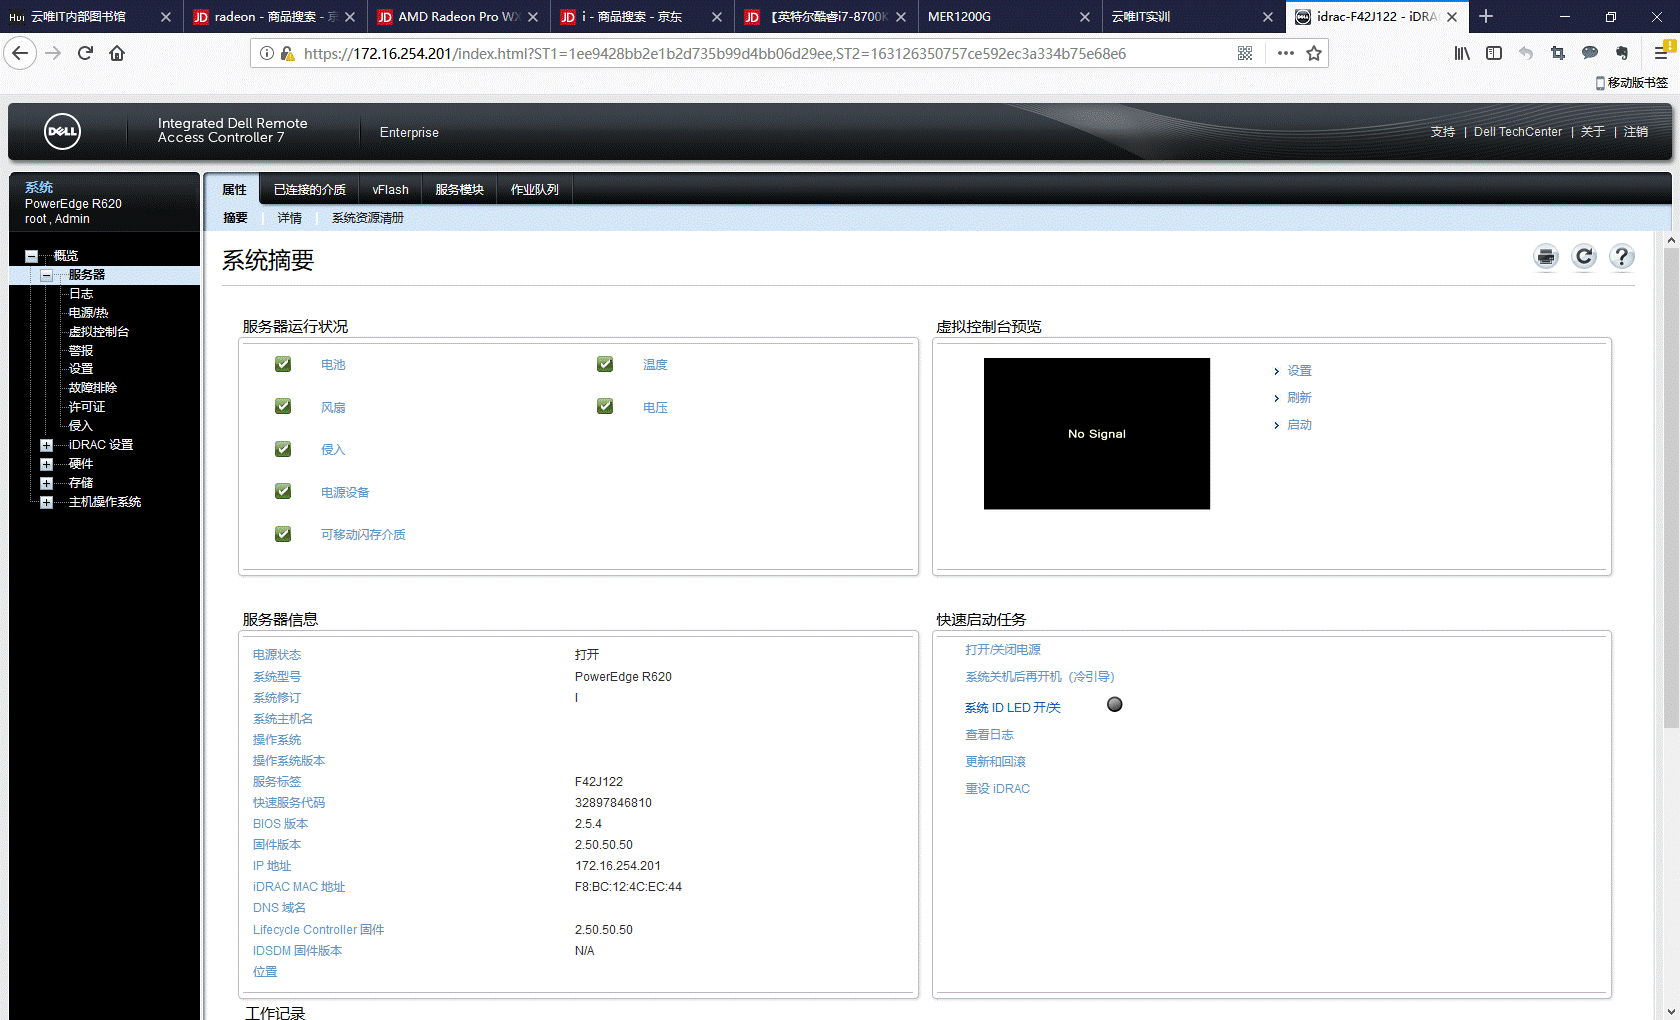 Hui 云唯IT内部图书馆
JD radeon - 商品搜索 - 京
JD AMD Radeon Pro WX
JD i - 商品搜索 - 京东
JD 【英特尔酷睿i7-8700K
MER1200G
云唯IT实训
idrac-F42J122 - iDRA
https://172.16.254.201/index.html?ST1=1ee9428bb2e1b2d735b99d4bb06d29ee,ST2=163126350757ce592ec3a334b75e68e6
移动版书签
DELL
Integrated Dell Remote
Access Controller 7
Enterprise
支持 | Dell TechCenter | 关于 | 注销
系统
PowerEdge R620
root , Admin
概览
服务器
日志
电源/热
虚拟控制台
警报
设置
故障排除
许可证
侵入
iDRAC 设置
硬件
存储
主机操作系统
属性 已连接的介质 vFlash 服务模块 作业队列
摘要 | 详情 | 系统资源清册
系统摘要
服务器运行状况
电池 温度
风扇 电压
侵入
电源设备
可移动闪存介质
虚拟控制台预览
No Signal
设置
刷新
启动
服务器信息
电源状态 打开
系统型号 PowerEdge R620
系统修订 I
系统主机名
操作系统
操作系统版本
服务标签 F42J122
快速服务代码 32897846810
BIOS 版本 2.5.4
固件版本 2.50.50.50
IP 地址 172.16.254.201
iDRAC MAC 地址 F8:BC:12:4C:EC:44
DNS 域名
Lifecycle Controller 固件 2.50.50.50
IDSDM 固件版本 N/A
位置
快速启动任务
打开/关闭电源
系统关机后再开机（冷引导）
系统 ID LED 开/关
查看日志
更新和回滚
重设 iDRAC
工作记录